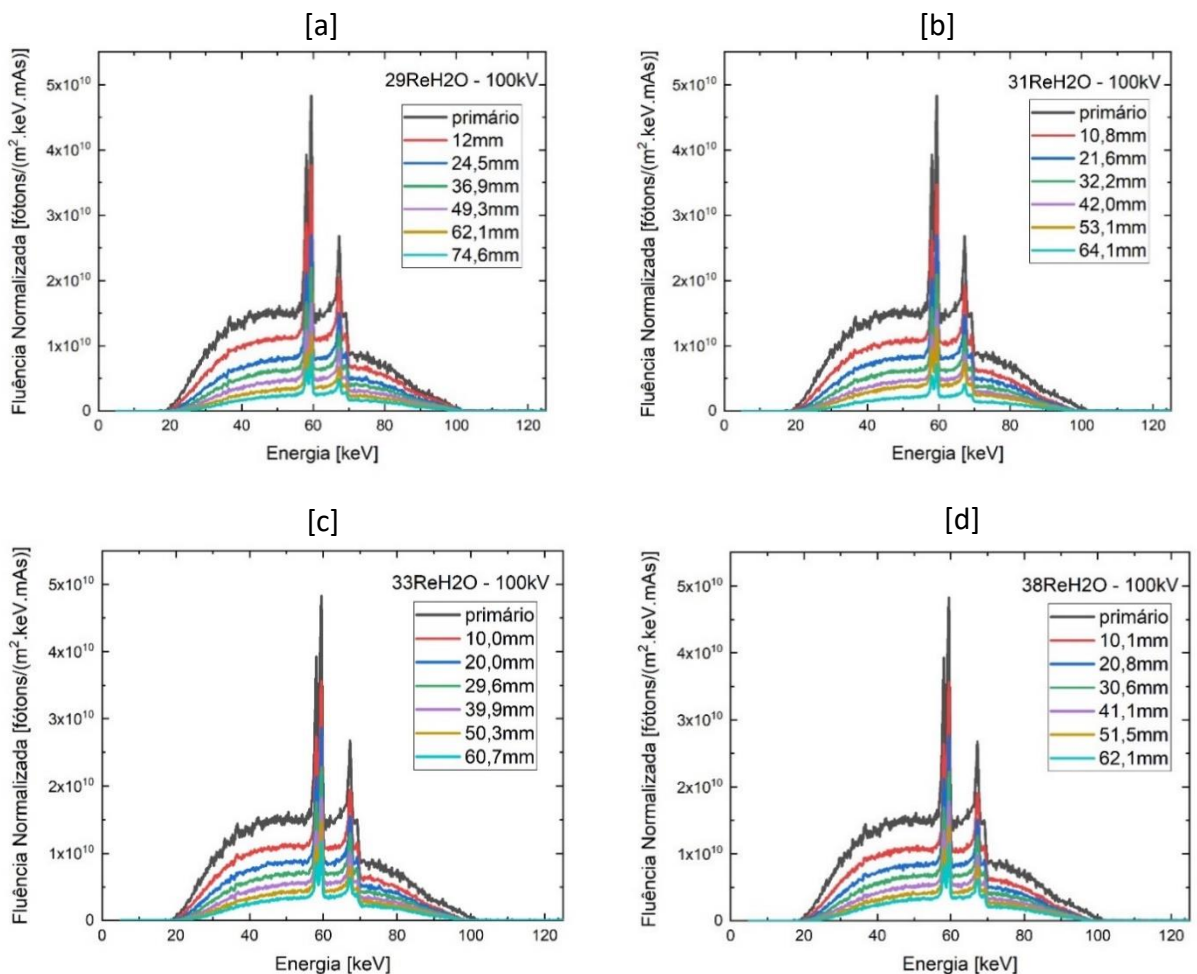 [a]
29ReH2O - 100kV
primário
12mm
24,5mm
36,9mm
49,3mm
62,1mm
74,6mm
Fluência Normalizada [fótons/(m².keV.mAs)]
5x10¹⁰
4x10¹⁰
3x10¹⁰
2x10¹⁰
1x10¹⁰
0
0 20 40 60 80 100 120
Energia [keV]
[b]
31ReH2O - 100kV
primário
10,8mm
21,6mm
32,2mm
42,0mm
53,1mm
64,1mm
Fluência Normalizada [fótons/(m².keV.mAs)]
5x10¹⁰
4x10¹⁰
3x10¹⁰
2x10¹⁰
1x10¹⁰
0
0 20 40 60 80 100 120
Energia [keV]
[c]
33ReH2O - 100kV
primário
10,0mm
20,0mm
29,6mm
39,9mm
50,3mm
60,7mm
Fluência Normalizada [fótons/(m².keV.mAs)]
5x10¹⁰
4x10¹⁰
3x10¹⁰
2x10¹⁰
1x10¹⁰
0
0 20 40 60 80 100 120
Energia [keV]
[d]
38ReH2O - 100kV
primário
10,1mm
20,8mm
30,6mm
41,1mm
51,5mm
62,1mm
Fluência Normalizada [fótons/(m².keV.mAs)]
5x10¹⁰
4x10¹⁰
3x10¹⁰
2x10¹⁰
1x10¹⁰
0
0 20 40 60 80 100 120
Energia [keV]